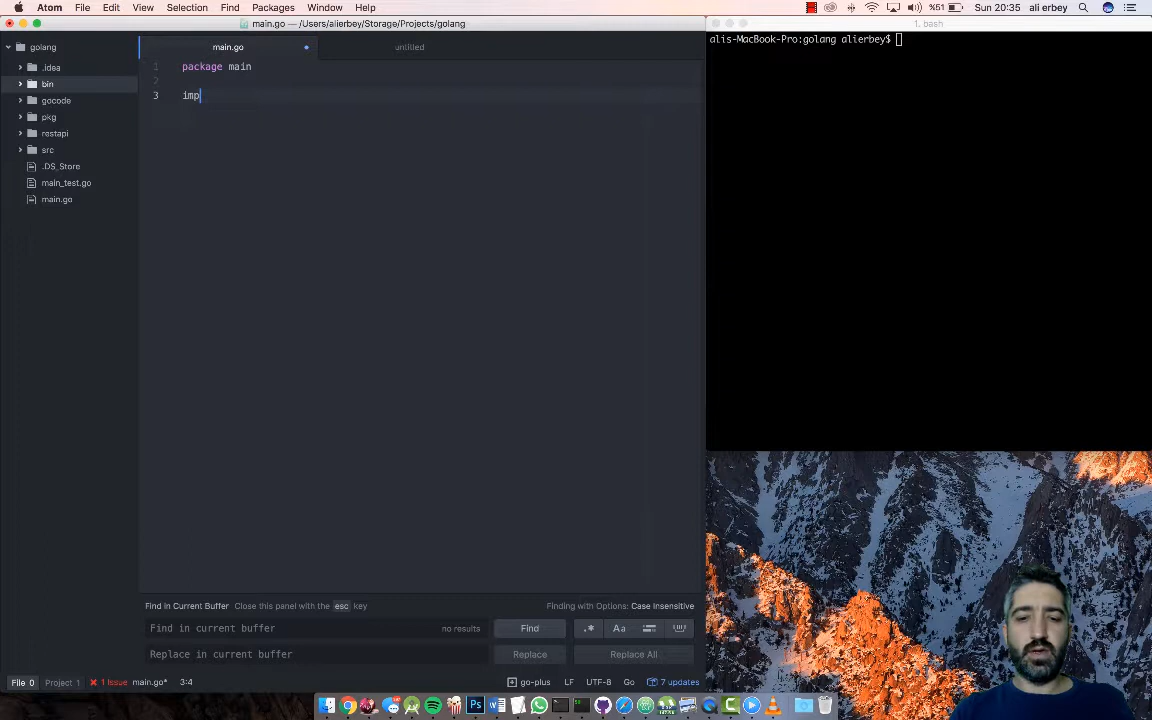 Atom File Edit View Selection Find Packages Window Help %51 Sun 20:35 ali erbey
main.go — /Users/alierbey/Storage/Projects/golang
1. bash
golang
main.go
untitled
alis-MacBook-Pro:golang alierbey$
.idea
bin
gocode
pkg
restapi
src
.DS_Store
main_test.go
main.go
1 package main
2
3 imp
Find in Current Buffer Close this panel with the esc key Finding with Options: Case Insensitive
Find in current buffer no results Find .* Aa
Replace in current buffer Replace Replace All
File 0 Project 1 1 Issue main.go* 3:4 go-plus LF UTF-8 Go 7 updates